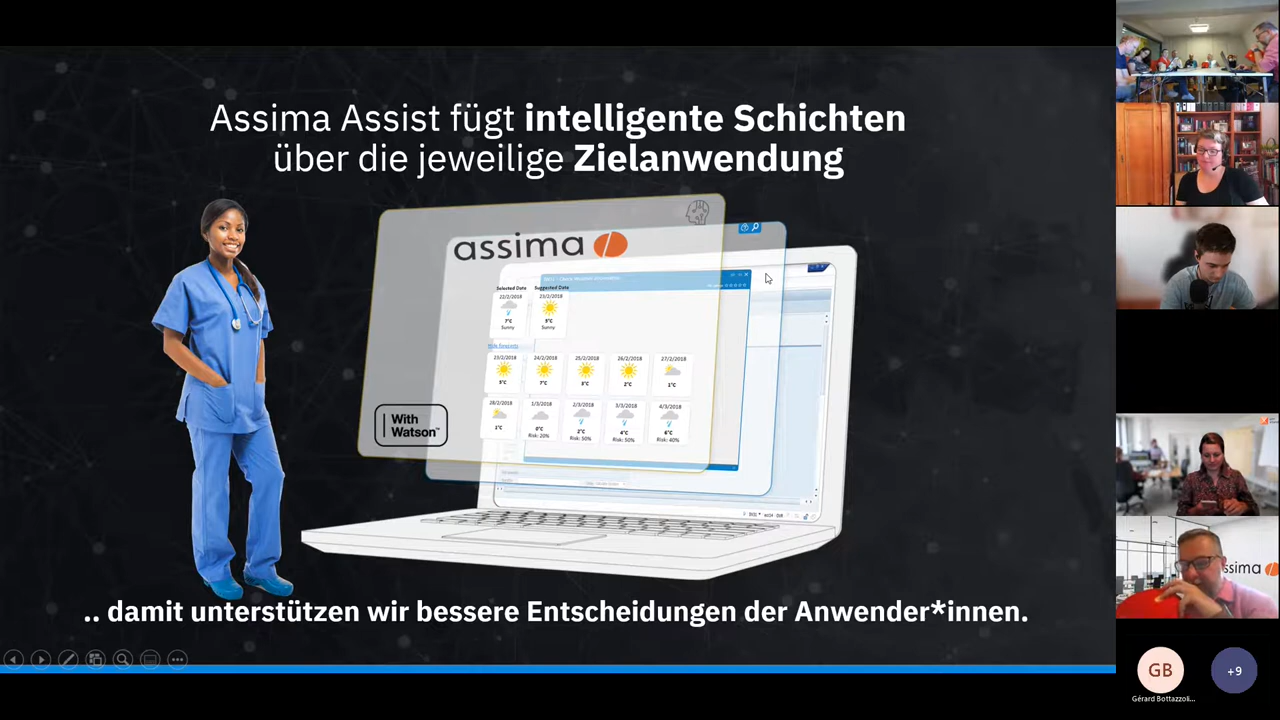 Assima Assist fügt intelligente Schichten
über die jeweilige Zielanwendung
assima
Selected Date Suggested Date
22/2/2018 23/2/2018
7°C 5°C
Sunny Sunny
23/2/2018 24/2/2018 25/2/2018 26/2/2018 27/2/2018
5°C 7°C 2°C 1°C
28/2/2018 1/3/2018 2/3/2018 3/3/2018 4/3/2018
1°C 0°C 2°C 4°C 6°C
Risk: 20% Risk: 50% Risk: 50% Risk: 40%
With
Watson™
.. damit unterstützen wir bessere Entscheidungen der Anwender*innen.
ssima
GB
+9
Gérard Bottazzoli...